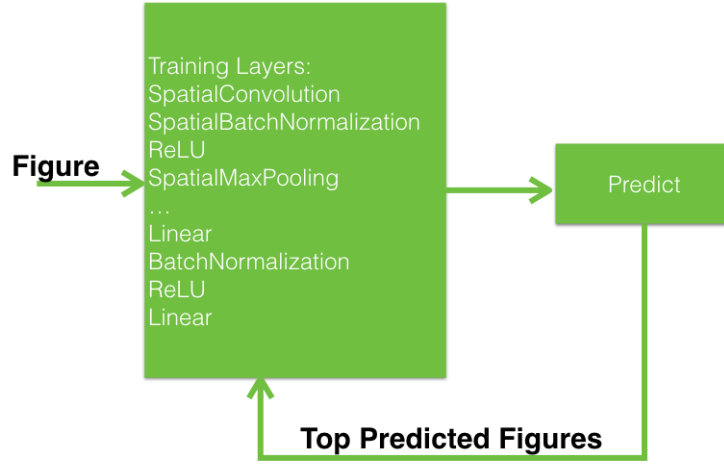 Figure
Training Layers:
SpatialConvolution
SpatialBatchNormalization
ReLU
SpatialMaxPooling
...
Linear
BatchNormalization
ReLU
Linear
Predict
Top Predicted Figures